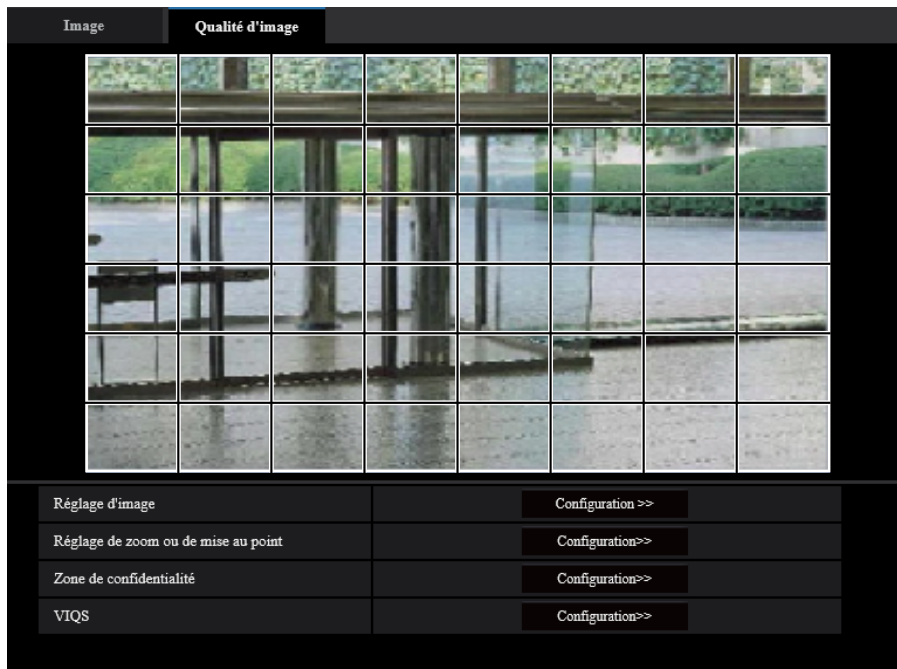 Image Qualité d'image
Réglage d'image Configuration >>
Réglage de zoom ou de mise au point Configuration>>
Zone de confidentialité Configuration>>
VIQS Configuration>>